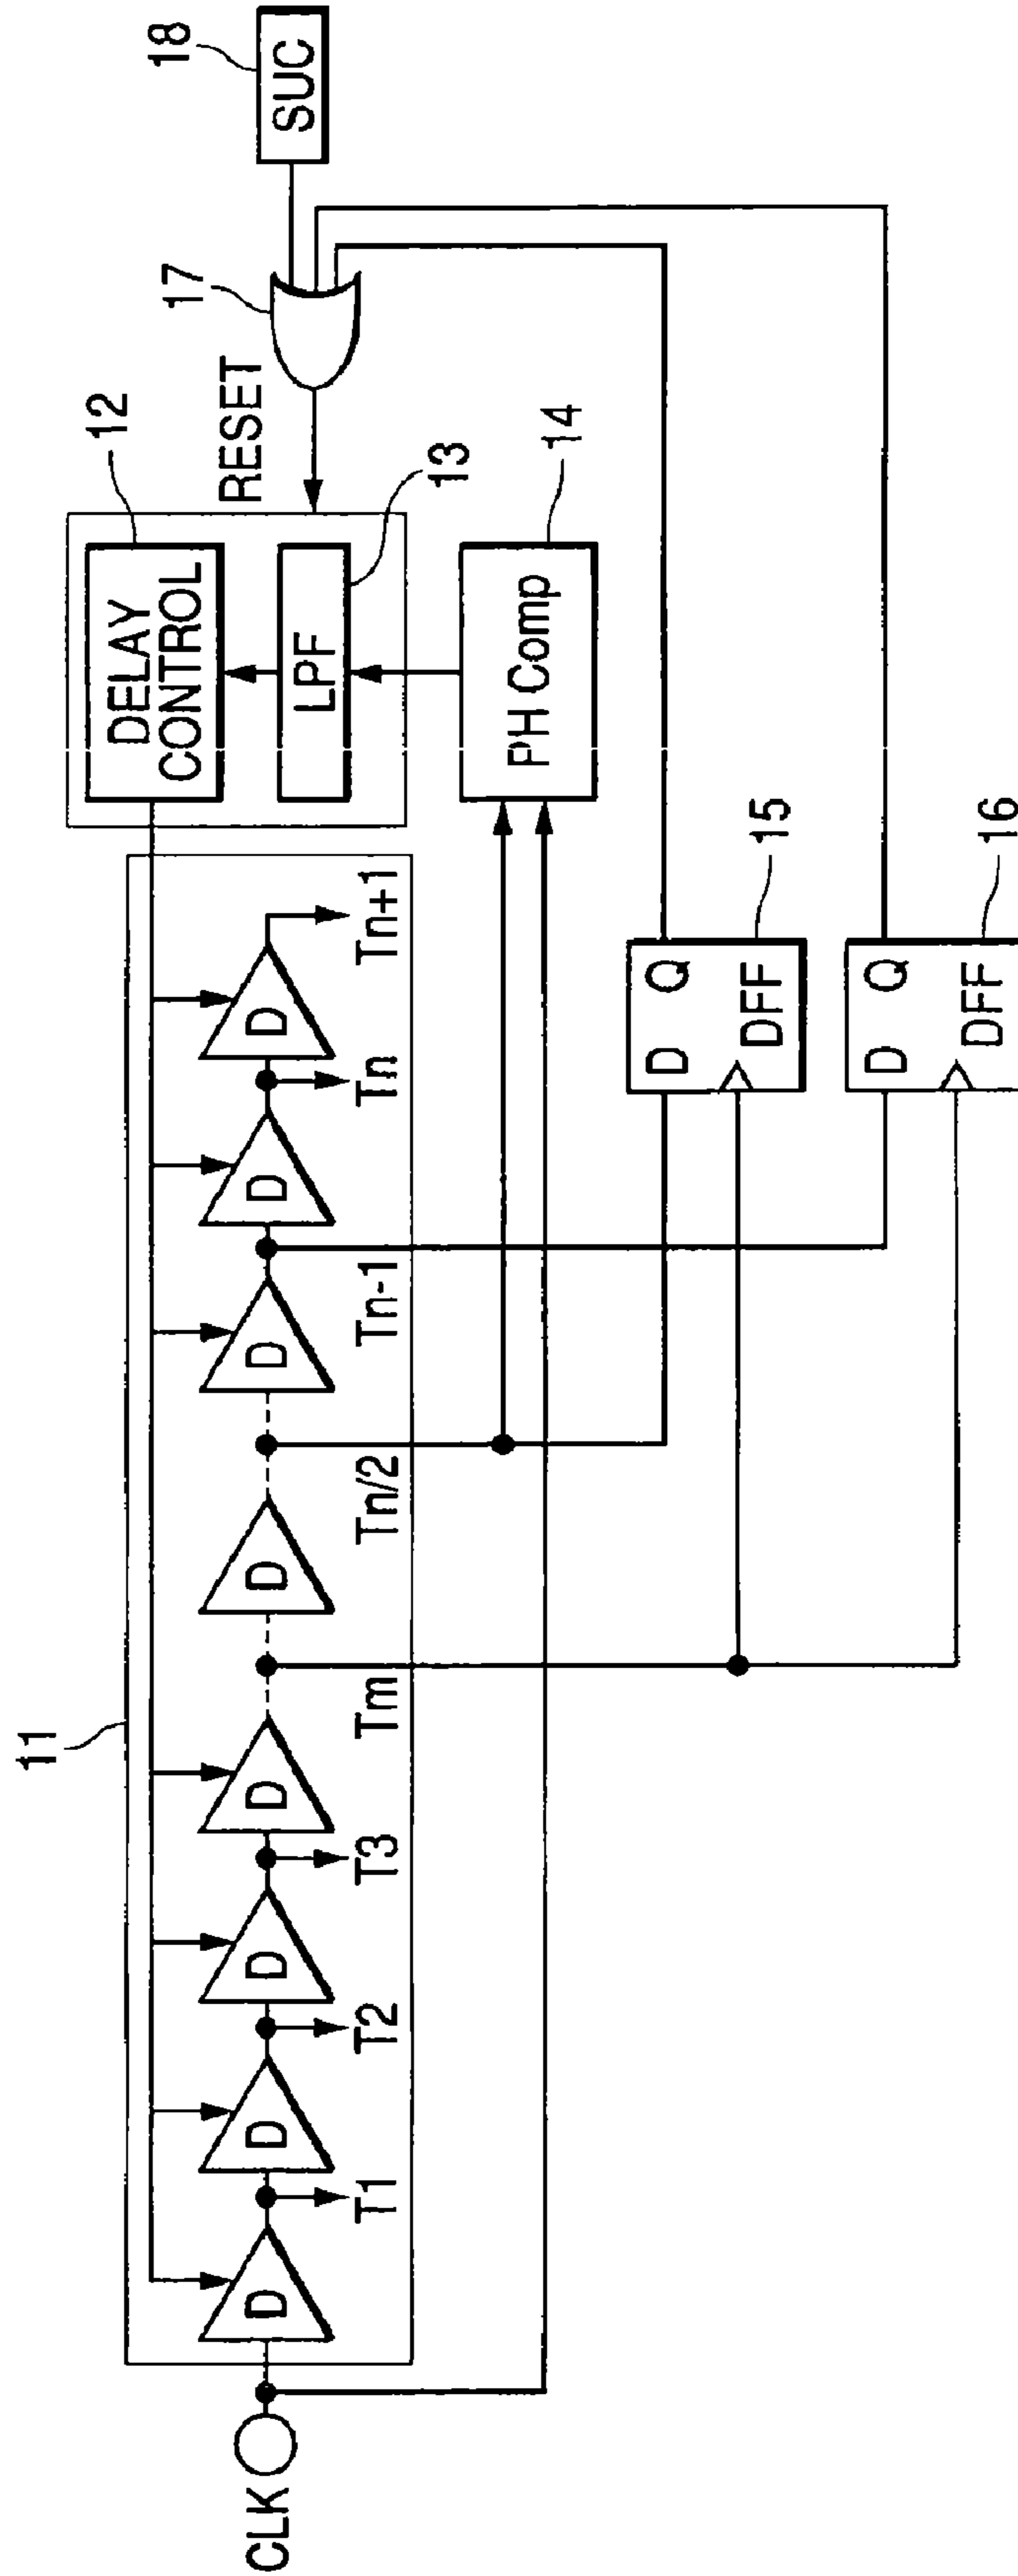 18
SUC
17
RESET
12
DELAY
CONTROL
13
LPF
14
PH Comp
11
CLK
D
D
D
D
D
D
D
D
T1
T2
T3
Tm
Tn/2
Tn-1
Tn
Tn+1
15
D Q
DFF
16
D Q
DFF